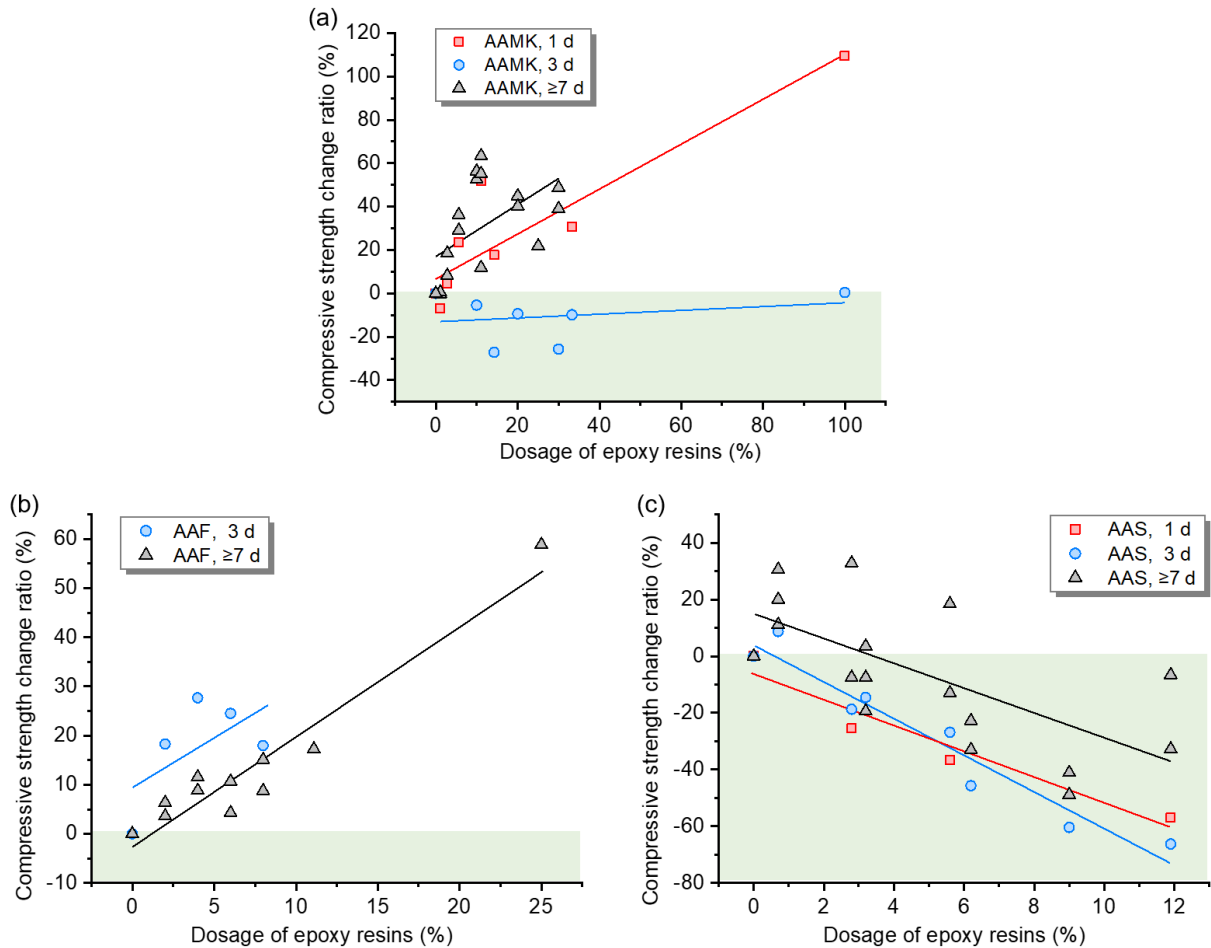 (a)
AAMK, 1 d
AAMK, 3 d
AAMK, ≥7 d
Compressive strength change ratio (%)
120
100
80
60
40
20
0
-20
-40
0 20 40 60 80 100
Dosage of epoxy resins (%)
(b)
AAF, 3 d
AAF, ≥7 d
Compressive strength change ratio (%)
60
50
40
30
20
10
0
-10
0 5 10 15 20 25
Dosage of epoxy resins (%)
(c)
AAS, 1 d
AAS, 3 d
AAS, ≥7 d
Compressive strength change ratio (%)
40
20
0
-20
-40
-60
-80
0 2 4 6 8 10 12
Dosage of epoxy resins (%)